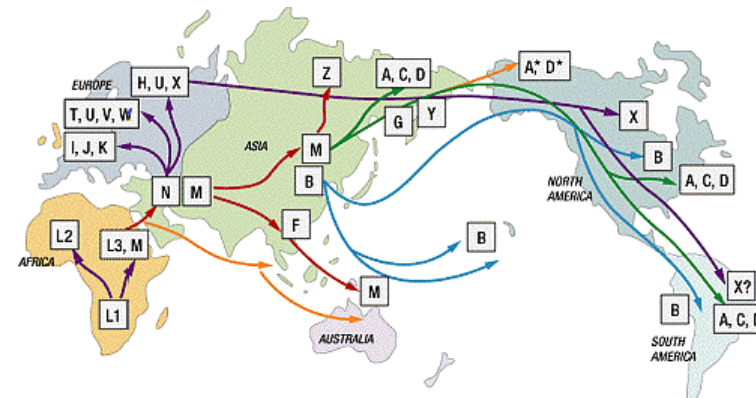 Z
A, C, D
A,* D*
EUROPE
H, U, X
T, U, V, W
G
Y
X
I, J, K
ASIA
M
B
N
M
B
A, C, D
NORTH
AMERICA
F
L2
L3, M
B
AFRICA
M
X?
L1
B
A, C,
AUSTRALIA
SOUTH
AMERICA